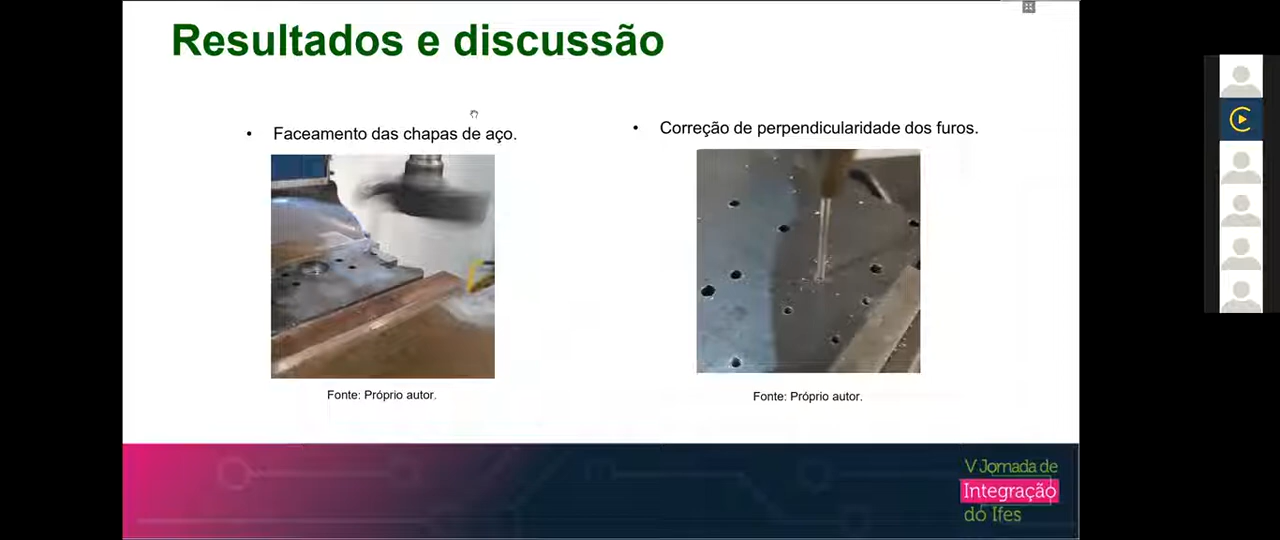 Resultados e discussão
• Faceamento das chapas de aço.
• Correção de perpendicularidade dos furos.
Fonte: Próprio autor.
Fonte: Próprio autor.
V Jornada de
Integração
do Ifes